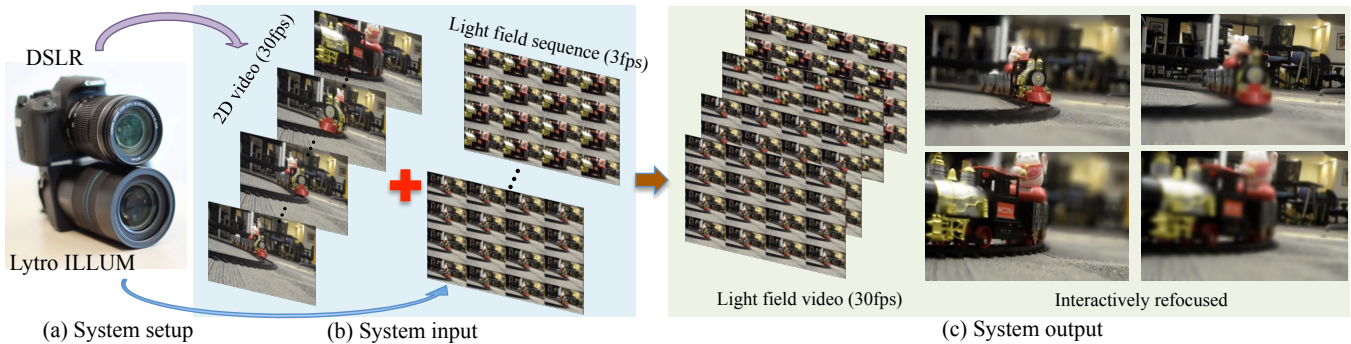 DSLR
Lytro ILLUM
(a) System setup
2D video (30fps)
Light field sequence (3fps)
(b) System input
Light field video (30fps)
Interactively refocused
(c) System output